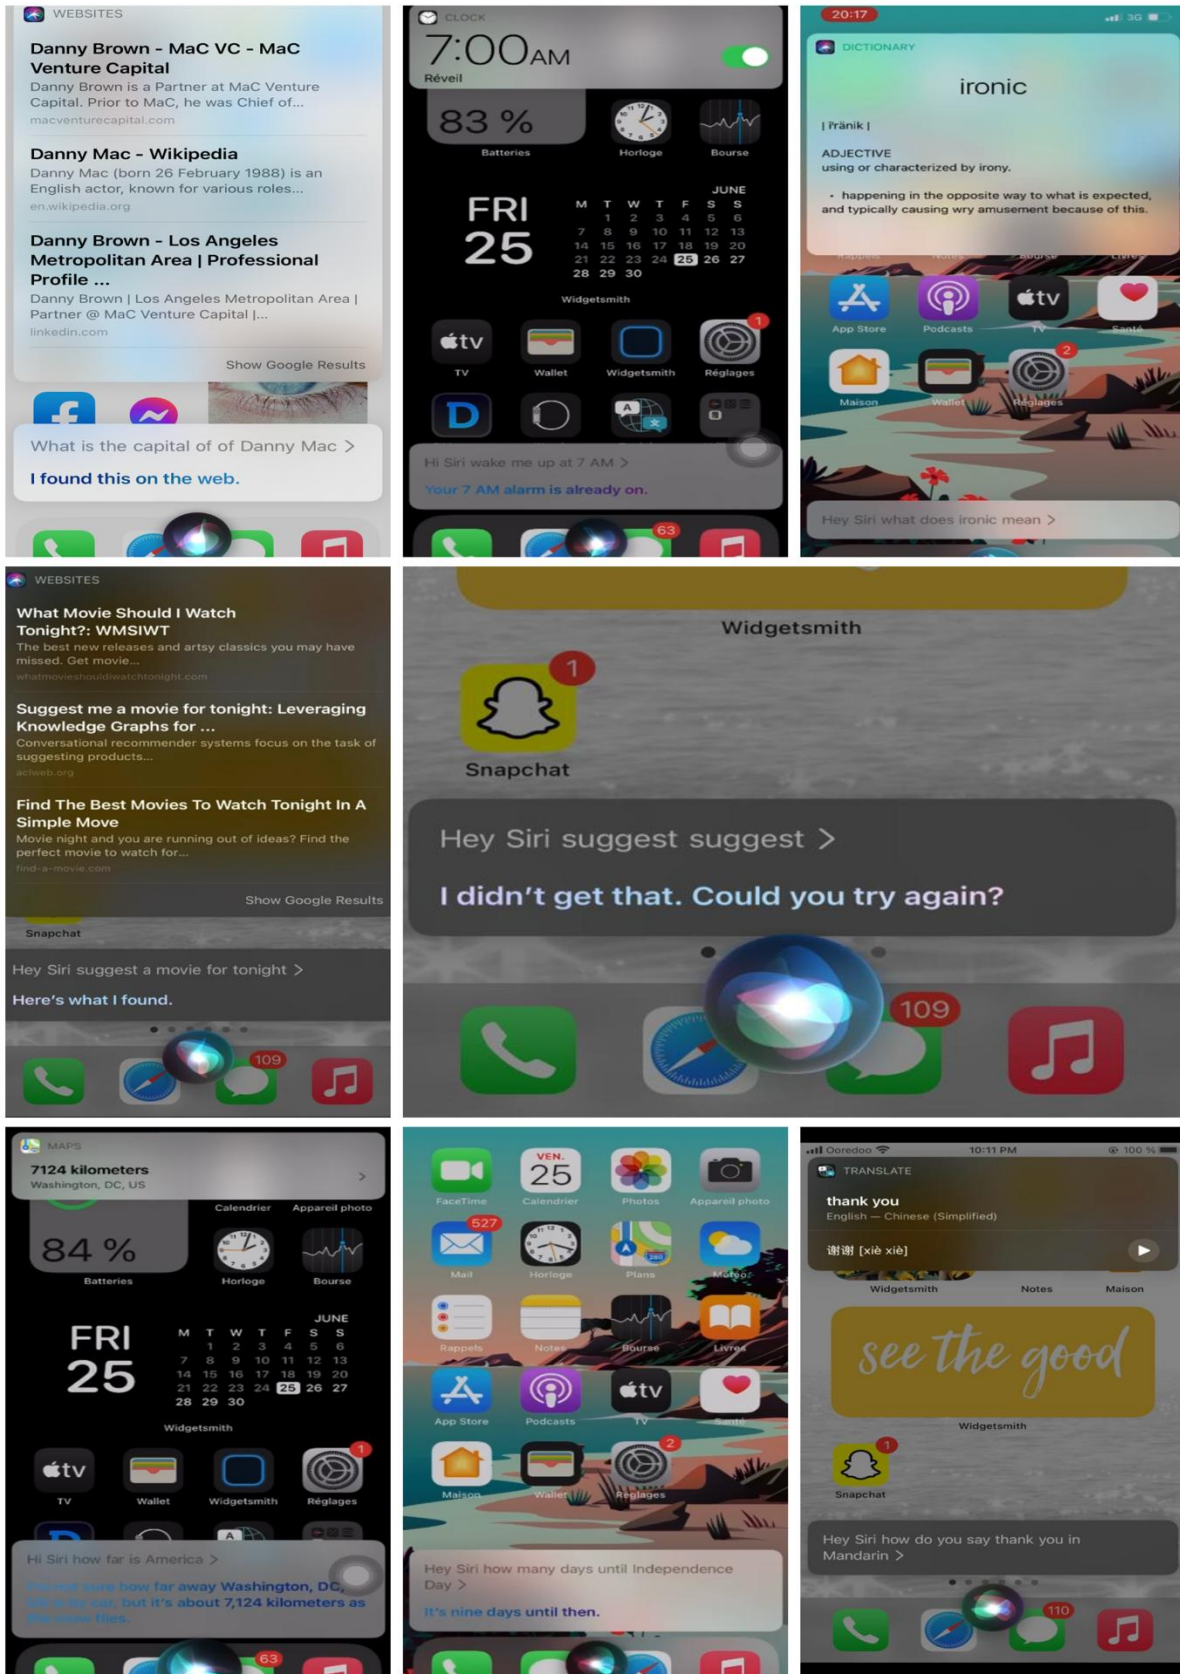 WEBSITES
Danny Brown - MaC VC - MaC
Venture Capital
Danny Brown is a Partner at MaC Venture
Capital. Prior to MaC, he was Chief of...
macventurecapital.com
Danny Mac - Wikipedia
Danny Mac (born 26 February 1988) is an
English actor, known for various roles...
en.wikipedia.org
Danny Brown - Los Angeles
Metropolitan Area | Professional
Profile ...
Danny Brown | Los Angeles Metropolitan Area |
Partner @ MaC Venture Capital |...
linkedin.com
Show Google Results
What is the capital of of Danny Mac >
I found this on the web.
CLOCK
7:00AM
Réveil
83 %
Batteries Horloge Bourse
FRI
25
JUNE
M T W T F S S
1 2 3 4 5 6
7 8 9 10 11 12 13
14 15 16 17 18 19 20
21 22 23 24 25 26 27
28 29 30
Widgetsmith
1
tv
TV Wallet Widgetsmith Réglages
D
A
Hi Siri wake me up at 7 AM >
Your 7 AM alarm is already on.
63
20:17
3G
DICTIONARY
ironic
| īˈränik |
ADJECTIVE
using or characterized by irony.
• happening in the opposite way to what is expected,
and typically causing wry amusement because of this.
Rappels Bourse Livres
tv
App Store Podcasts TV Santé
2
Maison Wallet Réglages
Hey Siri what does ironic mean >
WEBSITES
What Movie Should I Watch
Tonight?: WMSIWT
The best new releases and artsy classics you may have
missed. Get movie...
whatmovieshouldiwatchtonight.com
Suggest me a movie for tonight: Leveraging
Knowledge Graphs for ...
Conversational recommender systems focus on the task of
suggesting products...
aclweb.org
Find The Best Movies To Watch Tonight In A
Simple Move
Movie night and you are running out of ideas? Find the
perfect movie to watch for...
find-a-movie.com
Show Google Results
Snapchat
Hey Siri suggest a movie for tonight >
Here's what I found.
109
Widgetsmith
1
Snapchat
Hey Siri suggest suggest >
I didn't get that. Could you try again?
109
MAPS
7124 kilometers
Washington, DC, US
Calendrier Appareil photo
84 %
Batteries Horloge Bourse
FRI
25
JUNE
M T W T F S S
1 2 3 4 5 6
7 8 9 10 11 12 13
14 15 16 17 18 19 20
21 22 23 24 25 26 27
28 29 30
Widgetsmith
1
tv
TV Wallet Widgetsmith Réglages
A
Hi Siri how far is America >
sure how far away Washington, DC,
by car, but it's about 7,124 kilometers as
flies.
63
VEN.
25
FaceTime Calendrier Photos Appareil photo
527
280
Mail Horloge Plans Météo
Rappels Notes Bourse Livres
tv
App Store Podcasts TV Santé
2
Maison Wallet Réglages
Hey Siri how many days until Independence
Day >
It's nine days until then.
Ooredoo 10:11 PM 100 %
TRANSLATE
thank you
English — Chinese (Simplified)
谢谢 [xiè xiè]
Widgetsmith Notes Maison
see the good
Widgetsmith
1
Snapchat
Hey Siri how do you say thank you in
Mandarin >
110